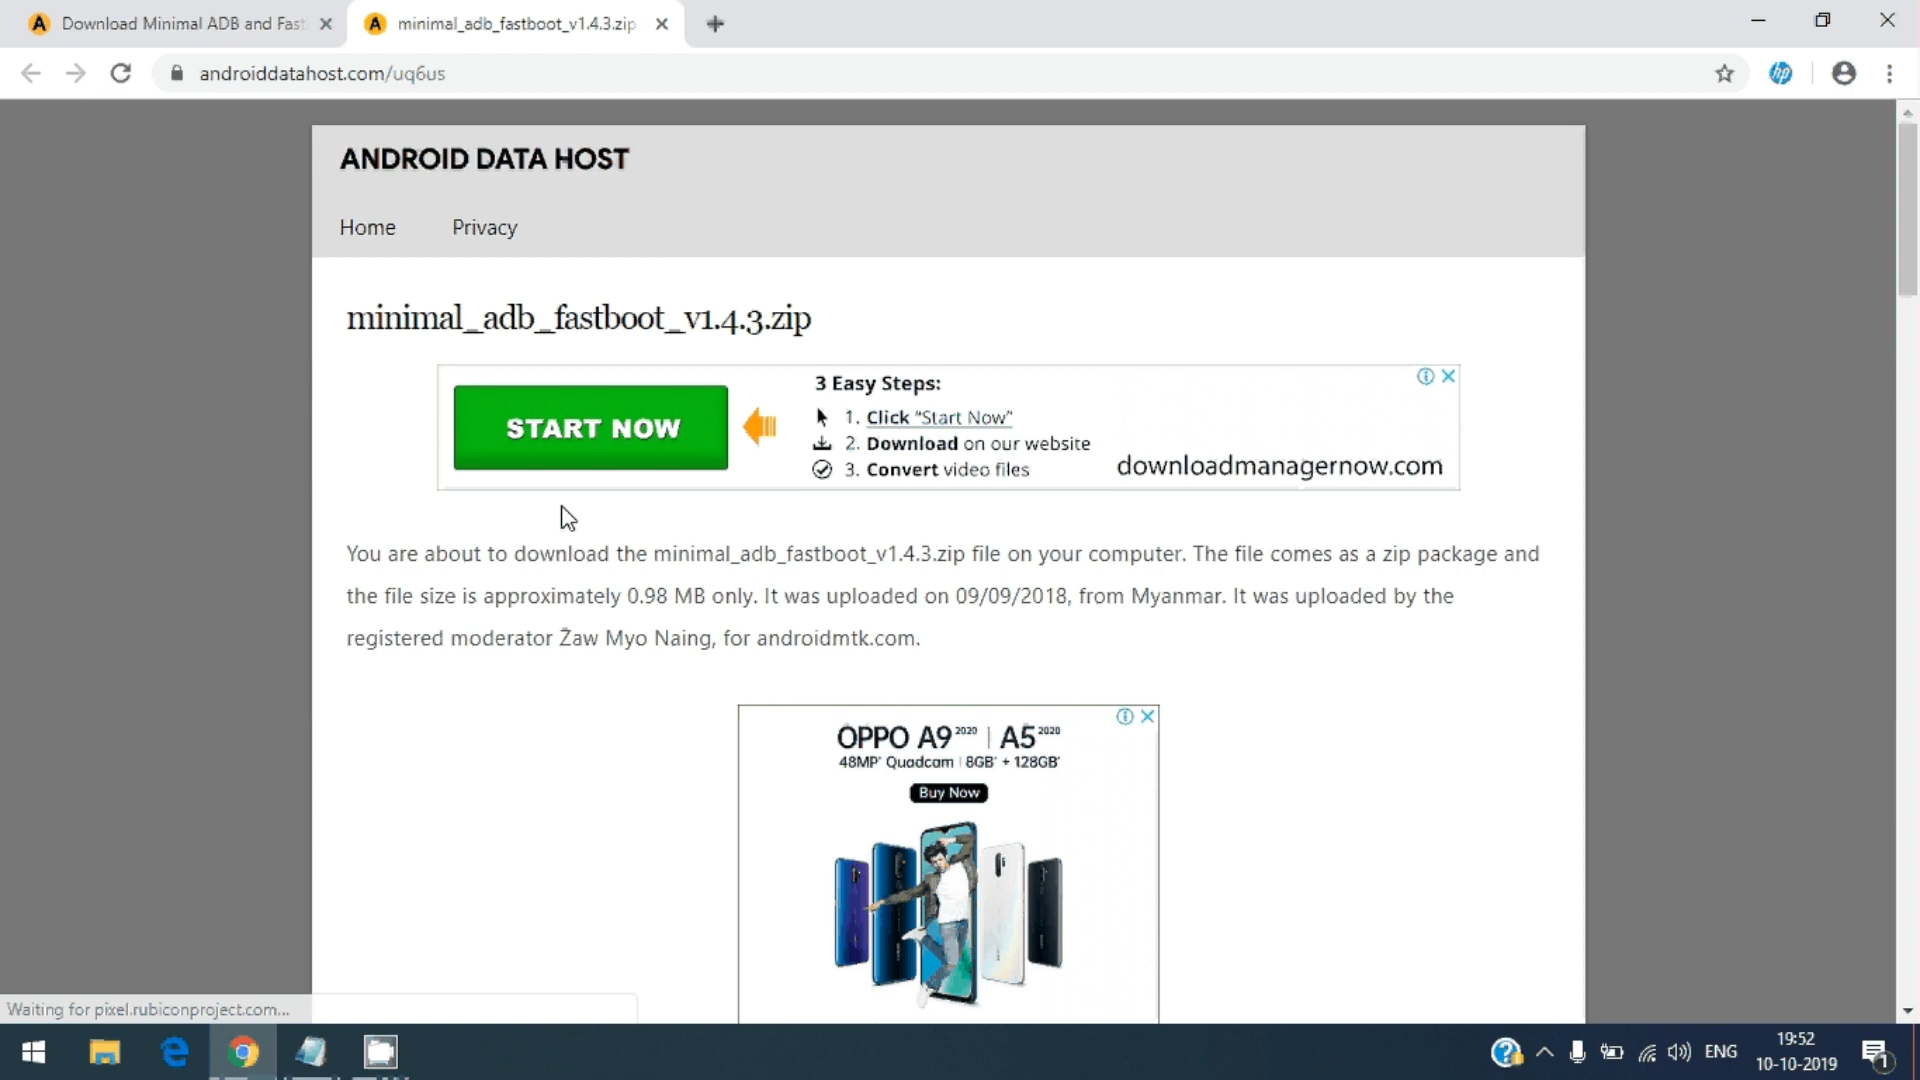 Download Minimal ADB and Fast
minimal_adb_fastboot_v1.4.3.zip
androiddatahost.com/uq6us
hp
ANDROID DATA HOST
Home
Privacy
minimal_adb_fastboot_v1.4.3.zip
START NOW
3 Easy Steps:
1. Click "Start Now"
2. Download on our website
3. Convert video files
downloadmanagernow.com
You are about to download the minimal_adb_fastboot_v1.4.3.zip file on your computer. The file comes as a zip package and
the file size is approximately 0.98 MB only. It was uploaded on 09/09/2018, from Myanmar. It was uploaded by the
registered moderator Žaw Myo Naing, for androidmtk.com.
OPPO A9 2020 | A5 2020
48MP* Quadcam | 8GB* + 128GB*
Buy Now
Waiting for pixel.rubiconproject.com...
ENG
19:52
10-10-2019
1